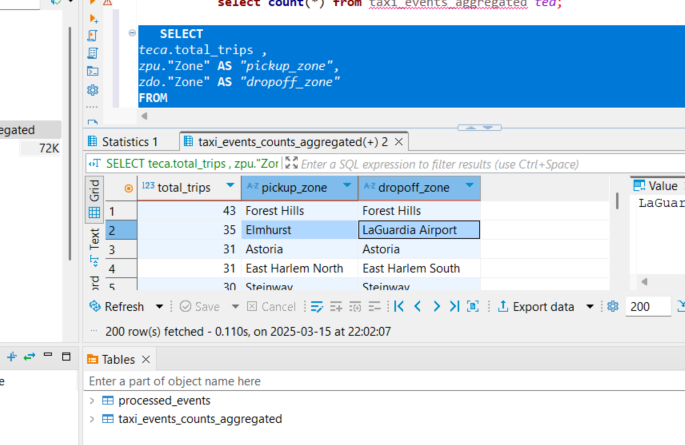 select count(*) from taxi_events_aggregated tea;
SELECT
teca.total_trips ,
zpu."Zone" AS "pickup_zone",
zdo."Zone" AS "dropoff_zone"
FROM
egated
72K
Statistics 1
taxi_events_counts_aggregated(+) 2
SELECT teca.total_trips , zpu."Zor
Enter a SQL expression to filter results (use Ctrl+Space)
Grid
Text
ord
123 total_trips
A-Z pickup_zone
A-Z dropoff_zone
1 43 Forest Hills Forest Hills
2 35 Elmhurst LaGuardia Airport
3 31 Astoria Astoria
4 31 East Harlem North East Harlem South
5 30 Steinway Steinway
Value
LaGuar
Refresh
Save
Cancel
Export data
200
200 row(s) fetched - 0.110s, on 2025-03-15 at 22:02:07
Tables
e
Enter a part of object name here
processed_events
taxi_events_counts_aggregated